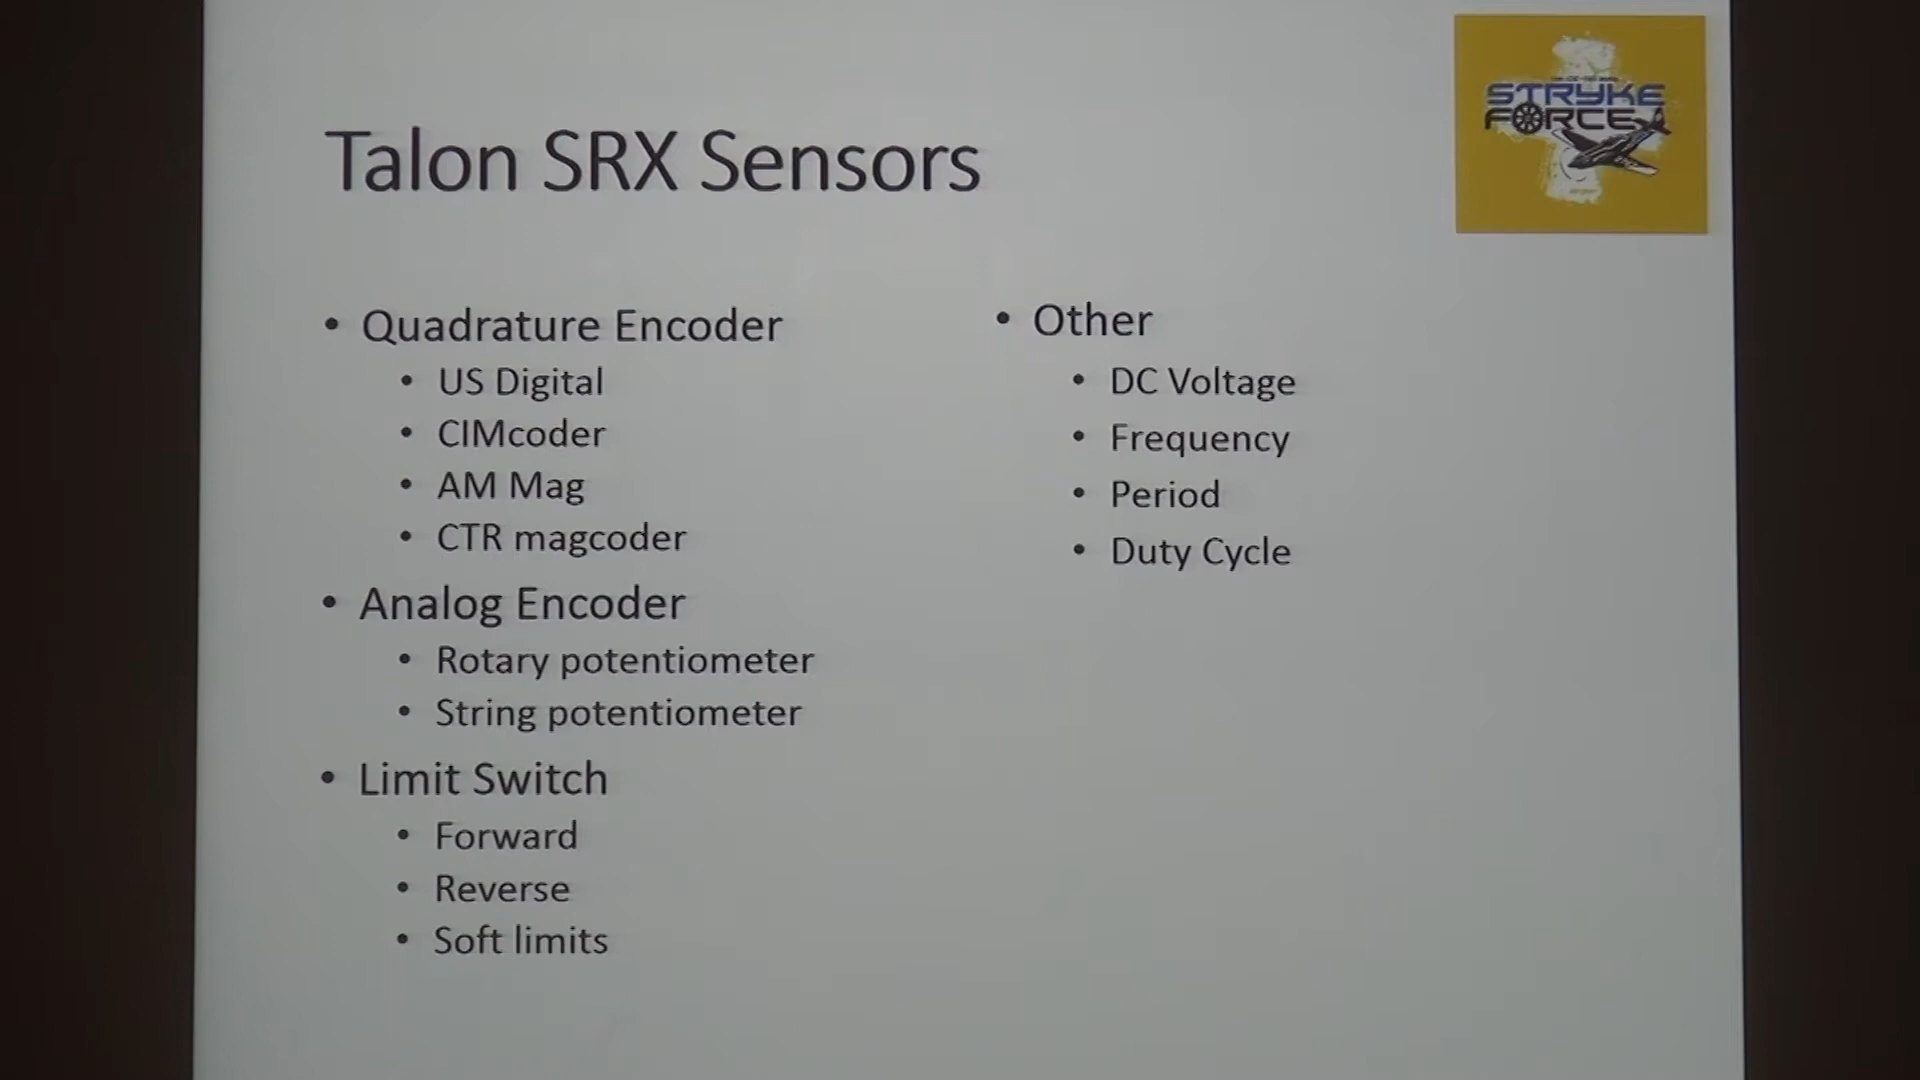 STRYKE
FORCE
Talon SRX Sensors
• Quadrature Encoder
• US Digital
• CIMcoder
• AM Mag
• CTR magcoder
• Analog Encoder
• Rotary potentiometer
• String potentiometer
• Limit Switch
• Forward
• Reverse
• Soft limits
• Other
• DC Voltage
• Frequency
• Period
• Duty Cycle